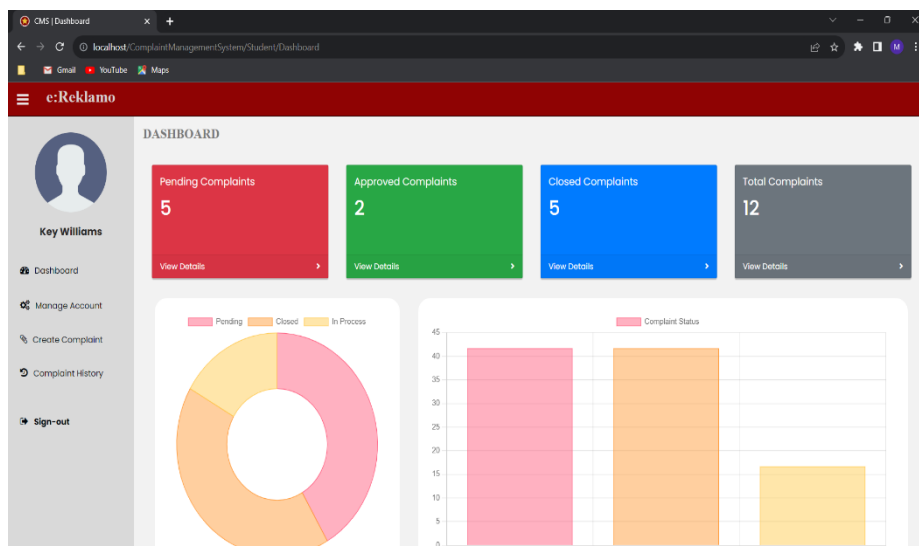 CMS | Dashboard
localhost/ComplaintManagementSystem/Student/Dashboard
M
Gmail YouTube Maps
e:Reklamo
DASHBOARD
Key Williams
Dashboard
Manage Account
Create Complaint
Complaint History
Sign-out
Pending Complaints
5
View Details
Approved Complaints
2
View Details
Closed Complaints
5
View Details
Total Complaints
12
View Details
Pending Closed In Process
Complaint Status
45
40
35
30
25
20
15
10
5
0